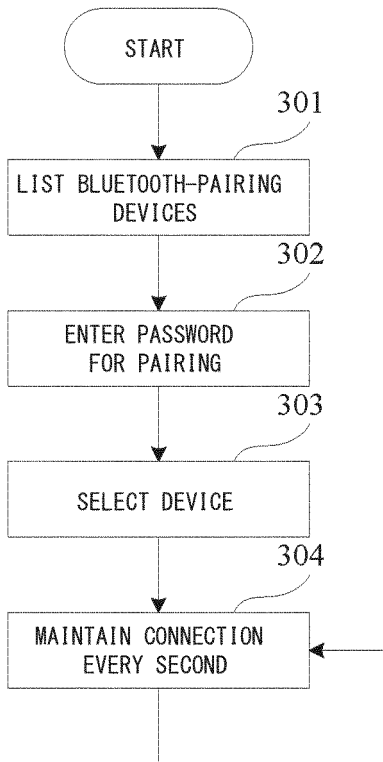 START
301
LIST BLUETOOTH-PAIRING
DEVICES
302
ENTER PASSWORD
FOR PAIRING
303
SELECT DEVICE
304
MAINTAIN CONNECTION
EVERY SECOND